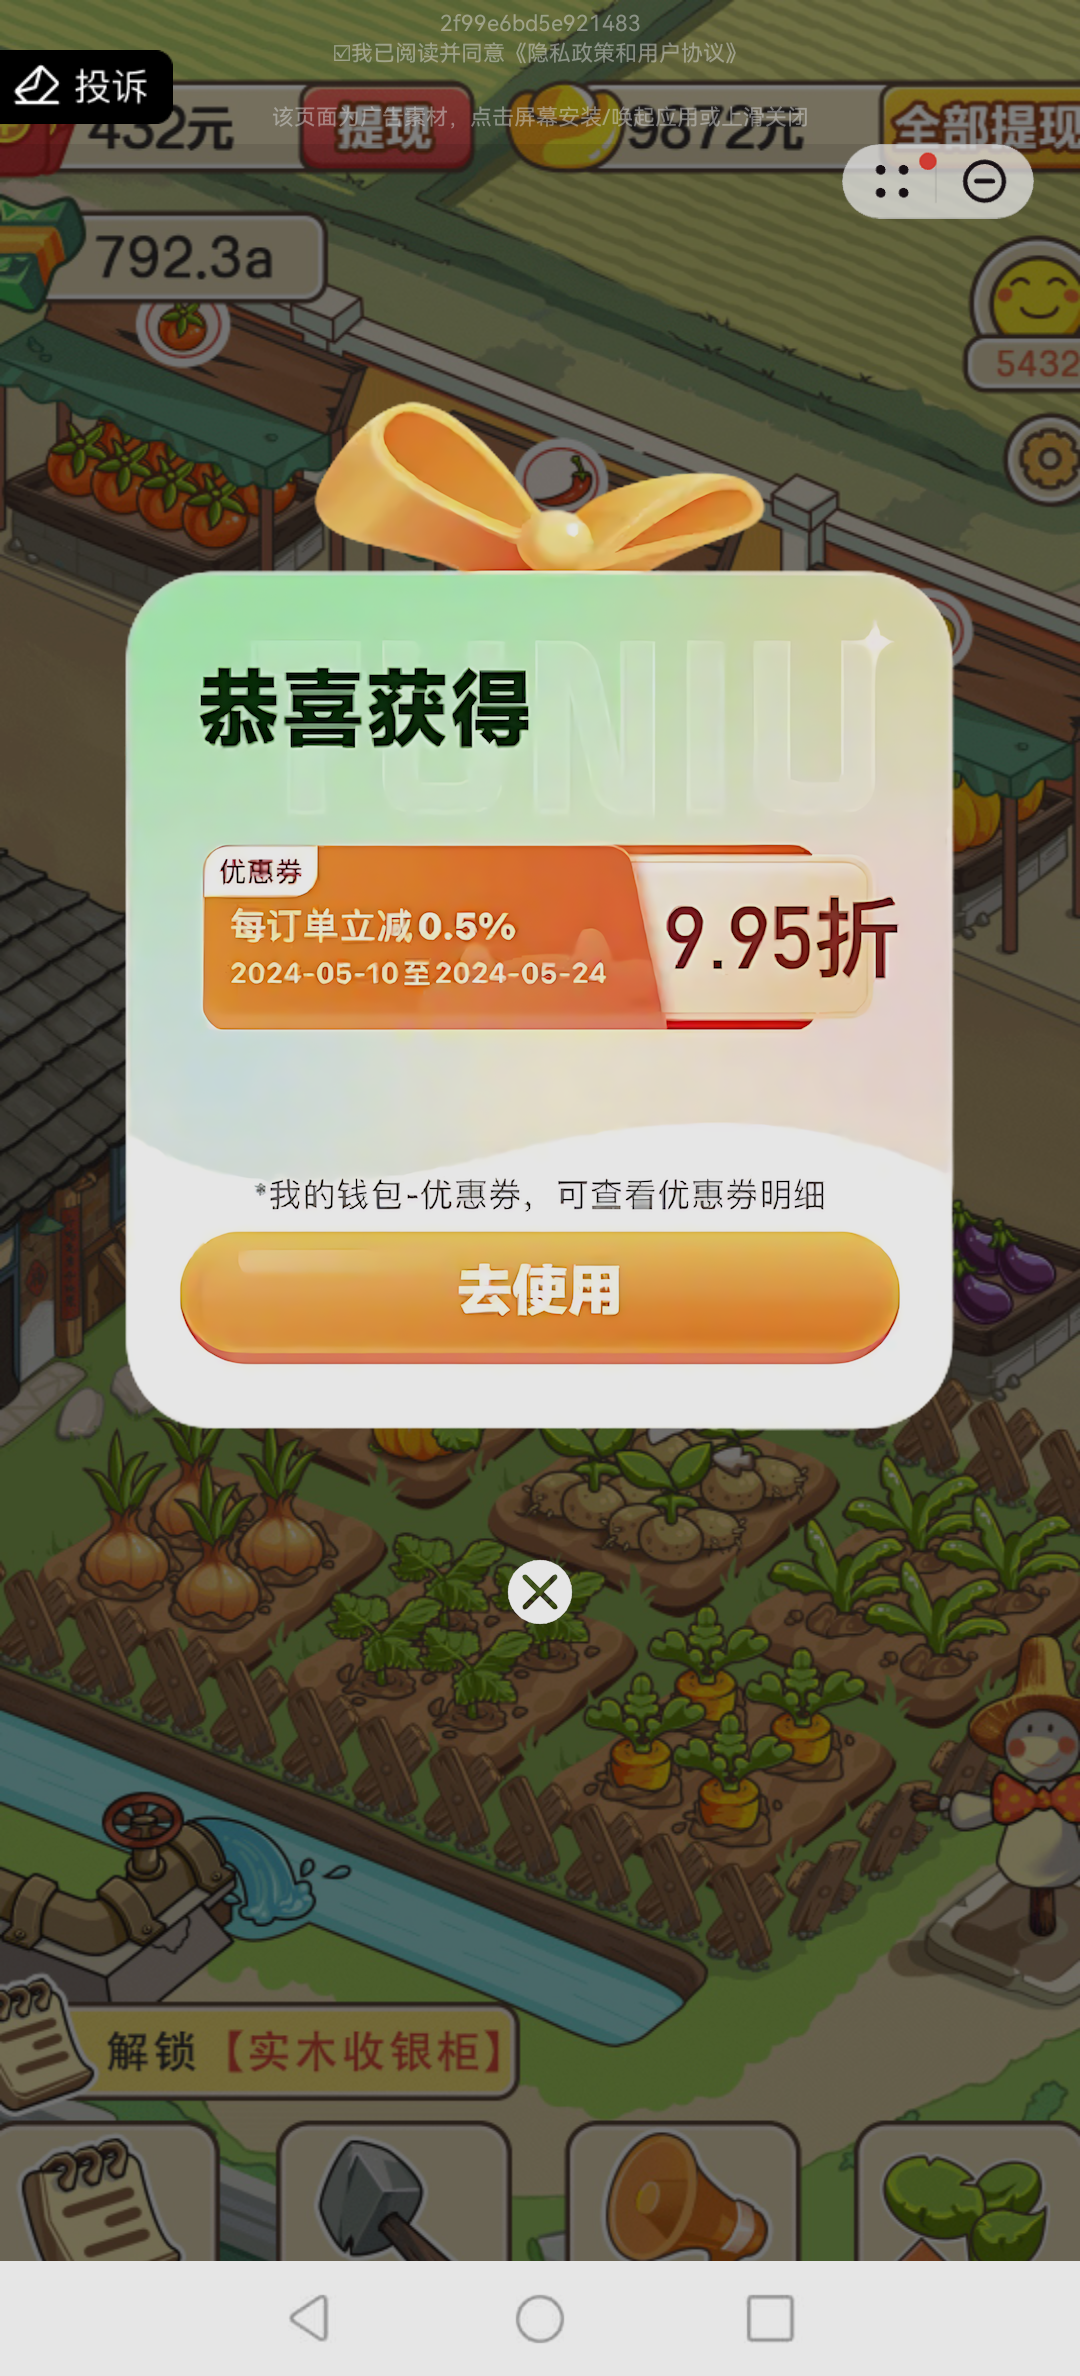 2f99e6bd5e921483
☑我已阅读并同意《隐私政策和用户协议》
投诉
该页面为广告素材，点击屏幕安装/唤起应用或上滑关闭
432元
提现
9872元
全部提现
792.3a
5432
TUNIU
恭喜获得
优惠券
每订单立减0.5%
2024-05-10至2024-05-24
9.95折
*我的钱包-优惠券，可查看优惠券明细
去使用
解锁【实木收银柜】